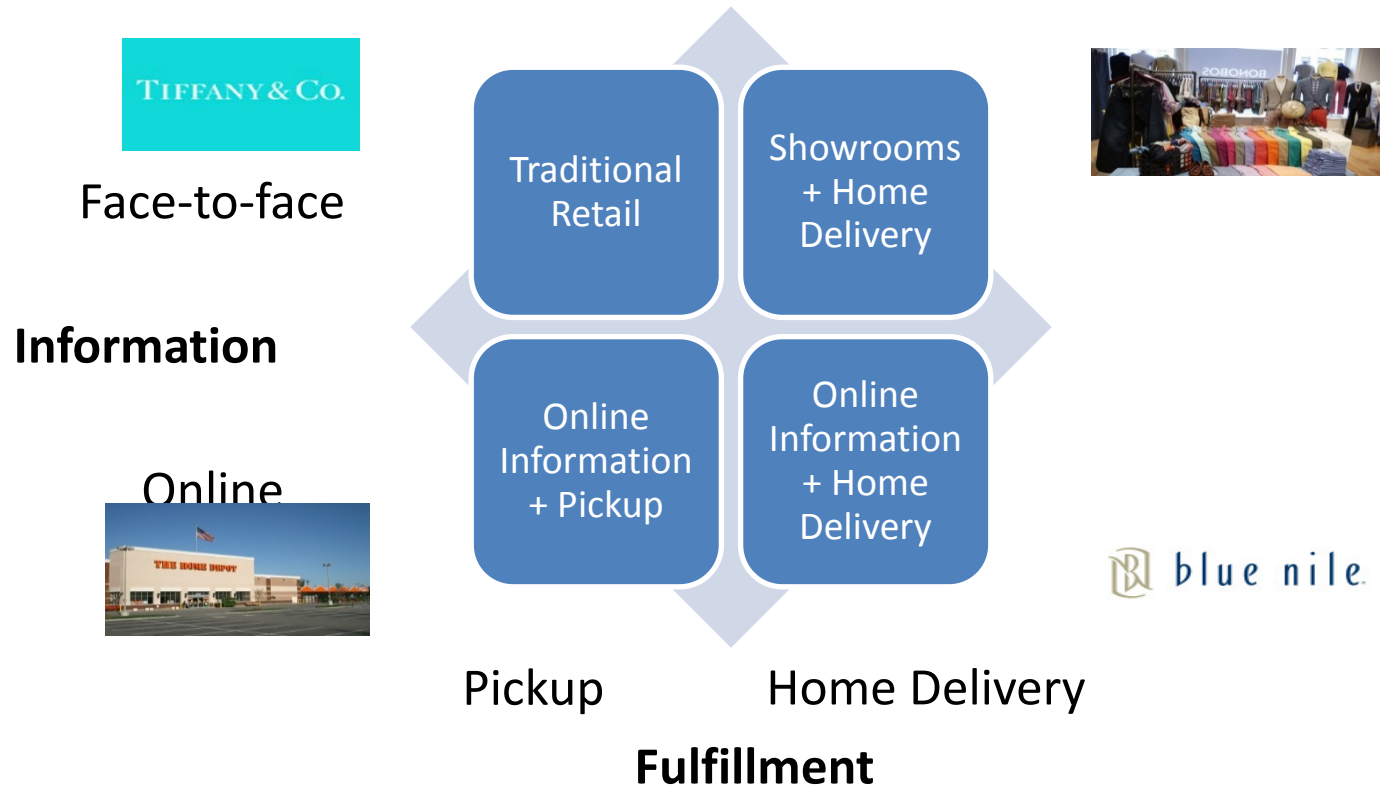 TIFFANY & CO.
Face-to-face
Information
Online
THE HOME DEPOT
Traditional
Retail
Showrooms
+ Home
Delivery
Online
Information
+ Pickup
Online
Information
+ Home
Delivery
BONOBOS
BN blue nile
Pickup
Home Delivery
Fulfillment